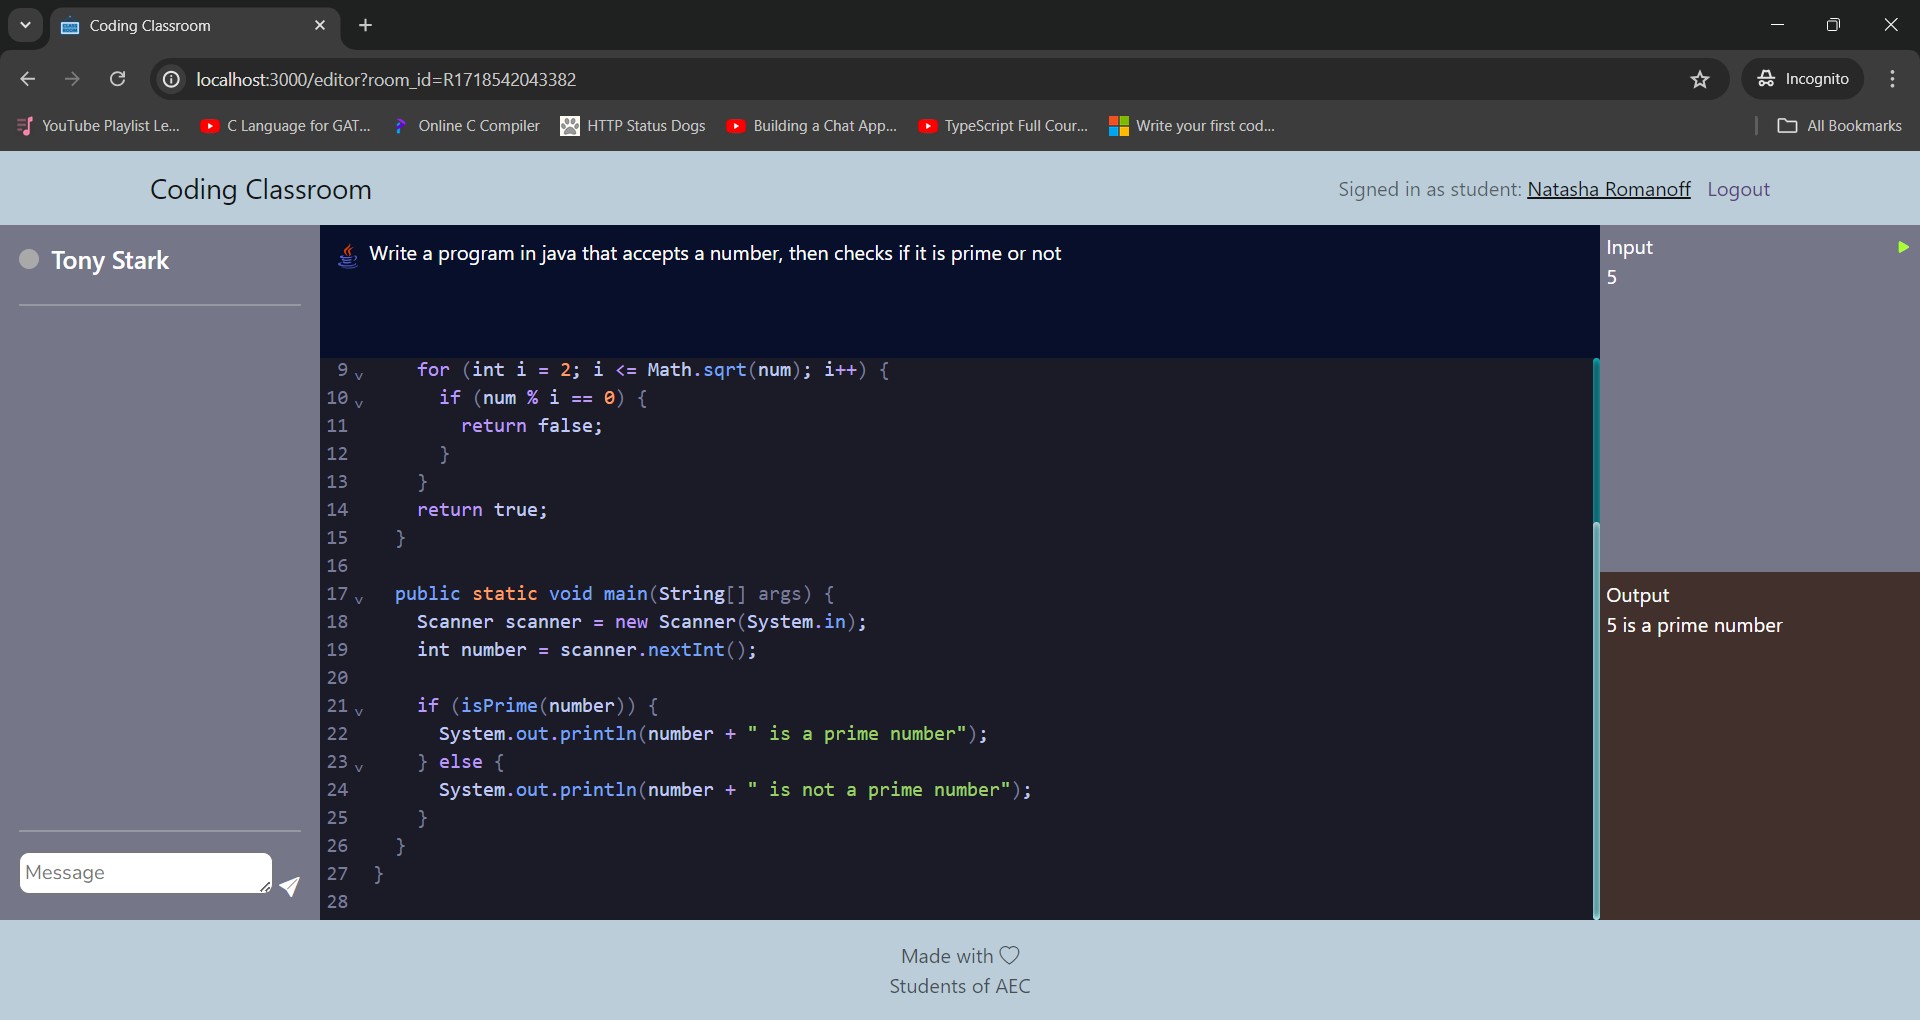 Coding Classroom
localhost:3000/editor?room_id=R1718542043382
Incognito
YouTube Playlist Le...
C Language for GAT...
Online C Compiler
HTTP Status Dogs
Building a Chat App...
TypeScript Full Cour...
Write your first cod...
All Bookmarks
Coding Classroom
Signed in as student: Natasha Romanoff Logout
Tony Stark
Message
Write a program in java that accepts a number, then checks if it is prime or not
9 for (int i = 2; i <= Math.sqrt(num); i++) {
10 if (num % i == 0) {
11 return false;
12 }
13 }
14 return true;
15 }
16
17 public static void main(String[] args) {
18 Scanner scanner = new Scanner(System.in);
19 int number = scanner.nextInt();
20
21 if (isPrime(number)) {
22 System.out.println(number + " is a prime number");
23 } else {
24 System.out.println(number + " is not a prime number");
25 }
26 }
27 }
28
Input
5
Output
5 is a prime number
Made with ♡
Students of AEC